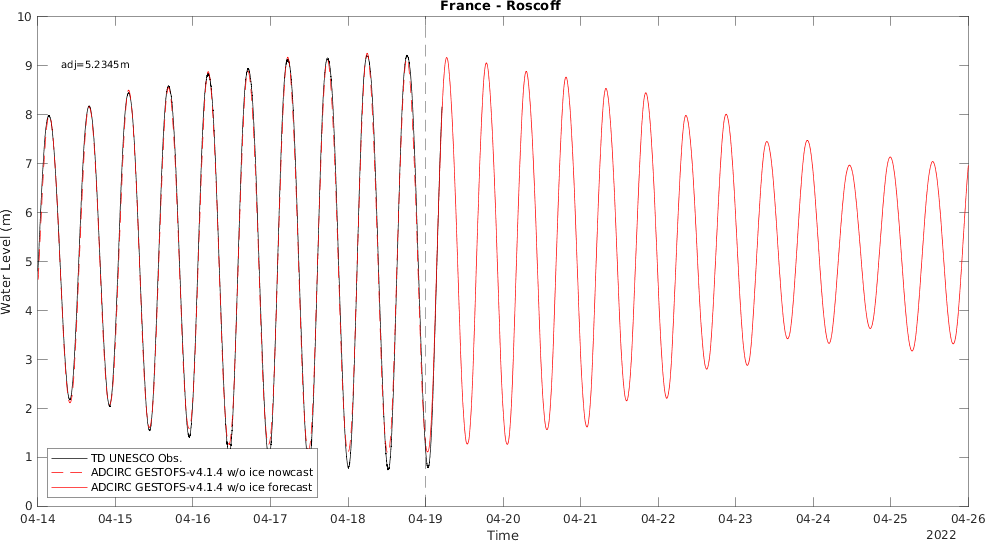 France - Roscoff
10
9
8
7
6
5
4
3
2
1
0
Water Level (m)
adj=5.2345m
TD UNESCO Obs.
ADCIRC GESTOFS-v4.1.4 w/o ice nowcast
ADCIRC GESTOFS-v4.1.4 w/o ice forecast
04-14 04-15 04-16 04-17 04-18 04-19 04-20 04-21 04-22 04-23 04-24 04-25 04-26
Time
2022